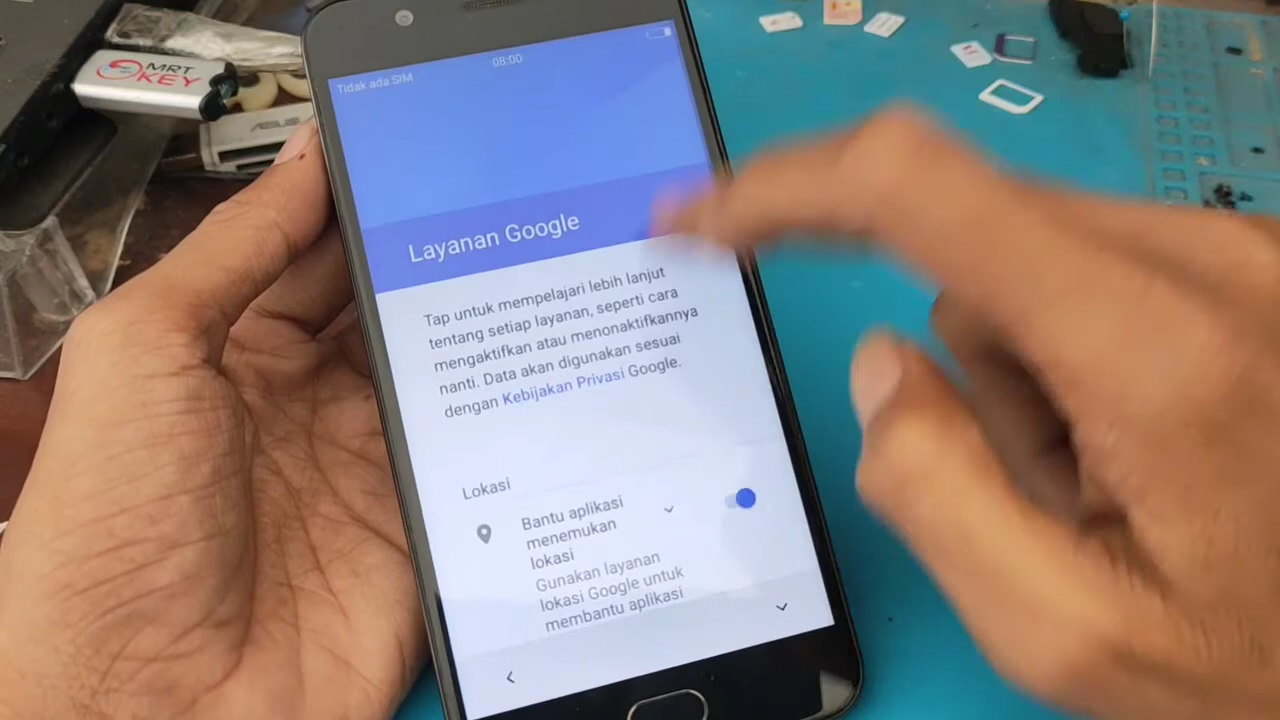 MRT
KEY
ASUS
Tidak ada SIM
08:00
Layanan Google
Tap untuk mempelajari lebih lanjut
tentang setiap layanan, seperti cara
mengaktifkan atau menonaktifkannya
nanti. Data akan digunakan sesuai
dengan Kebijakan Privasi Google.
Lokasi
Bantu aplikasi
menemukan
lokasi
Gunakan layanan
lokasi Google untuk
membantu aplikasi